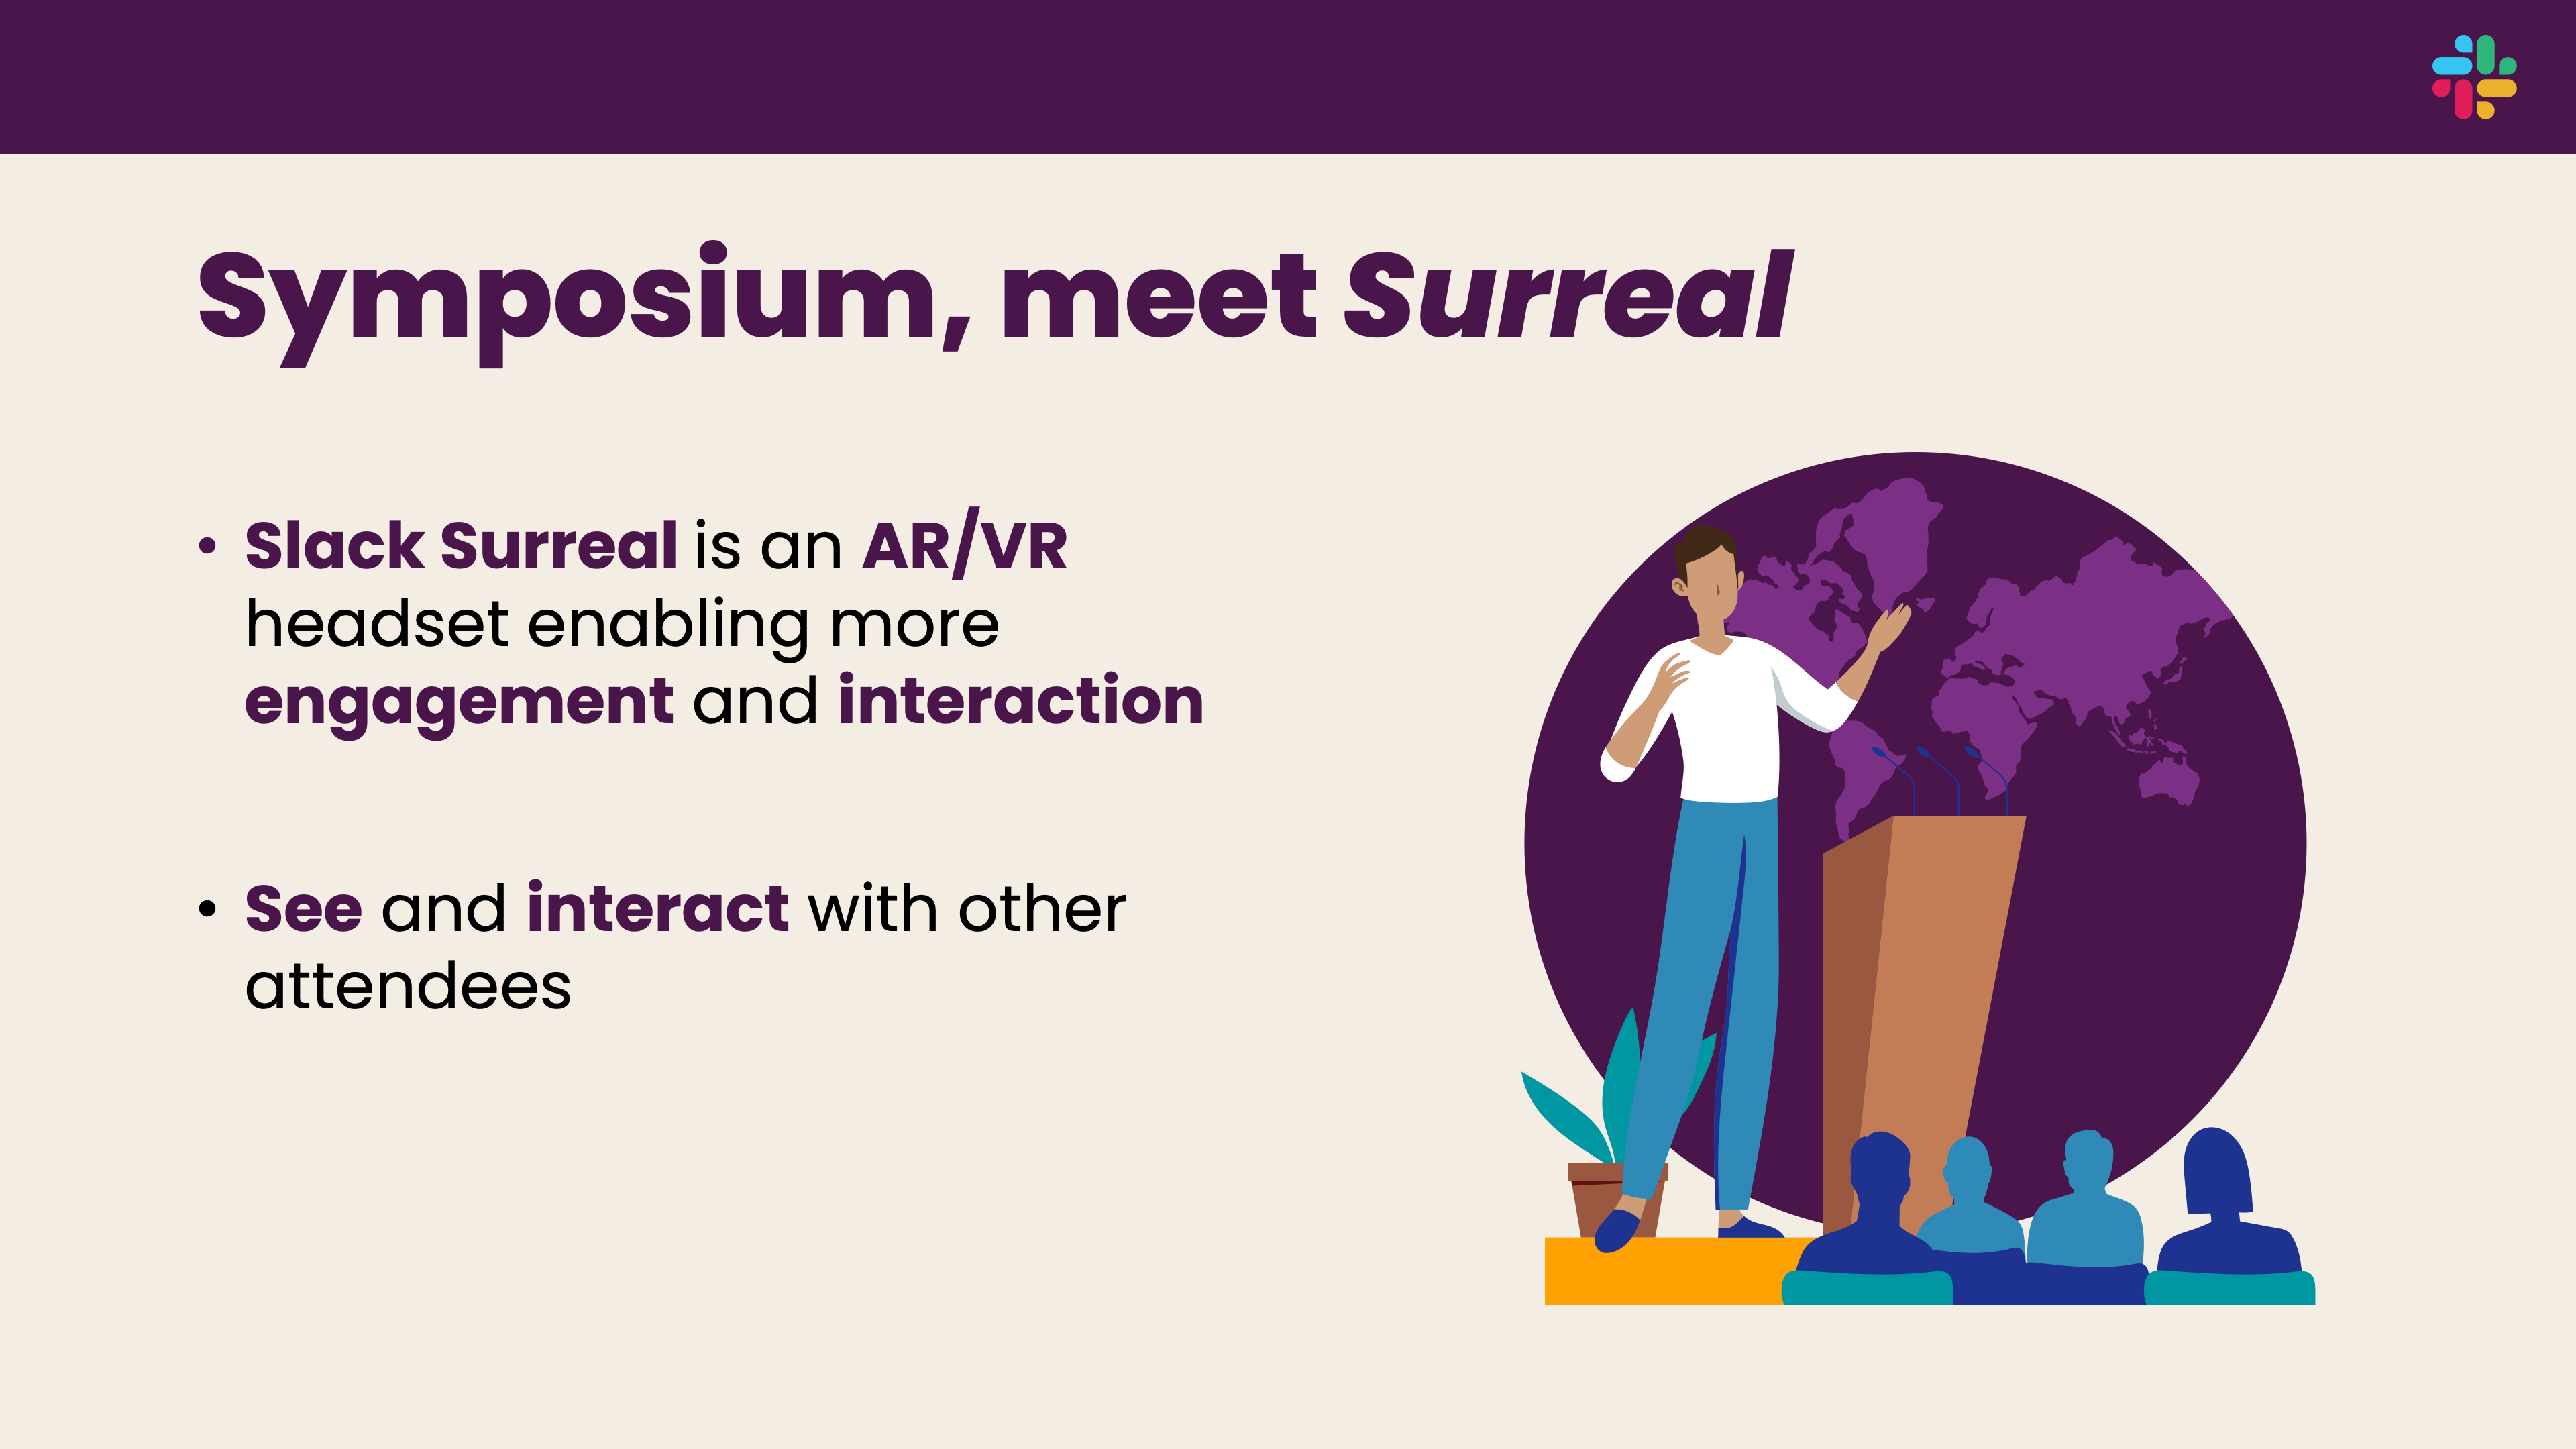 Symposium, meet Surreal
• Slack Surreal is an AR/VR
headset enabling more
engagement and interaction
• See and interact with other
attendees